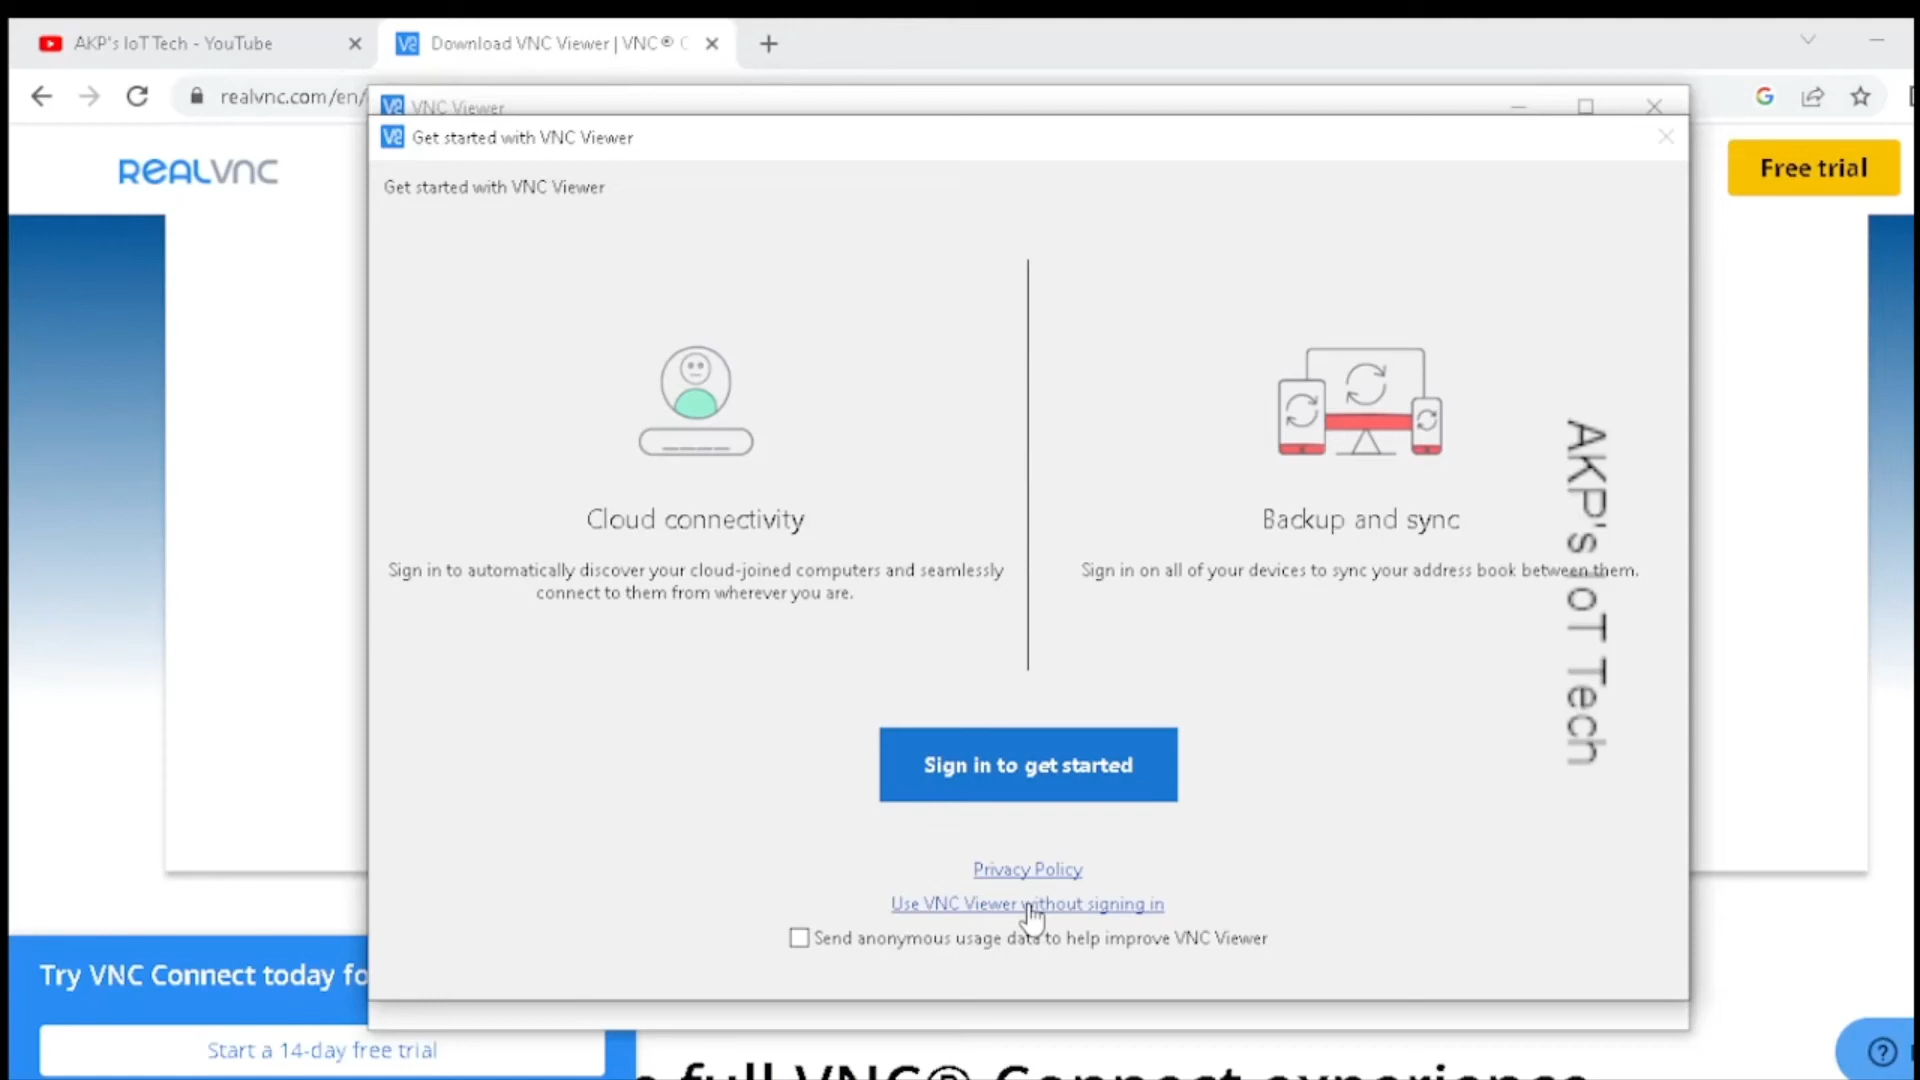 AKP's IoT Tech - YouTube
Download VNC Viewer | VNC®
realvnc.com/en/
VNC Viewer
Get started with VNC Viewer
REALVNC
Free trial
Get started with VNC Viewer
Cloud connectivity
Backup and sync
Sign in to automatically discover your cloud-joined computers and seamlessly
connect to them from wherever you are.
Sign in on all of your devices to sync your address book between them.
AKP's IoT Tech
Sign in to get started
Privacy Policy
Use VNC Viewer without signing in
Send anonymous usage data to help improve VNC Viewer
Try VNC Connect today fo
Start a 14-day free trial
full VNC® Connect experience